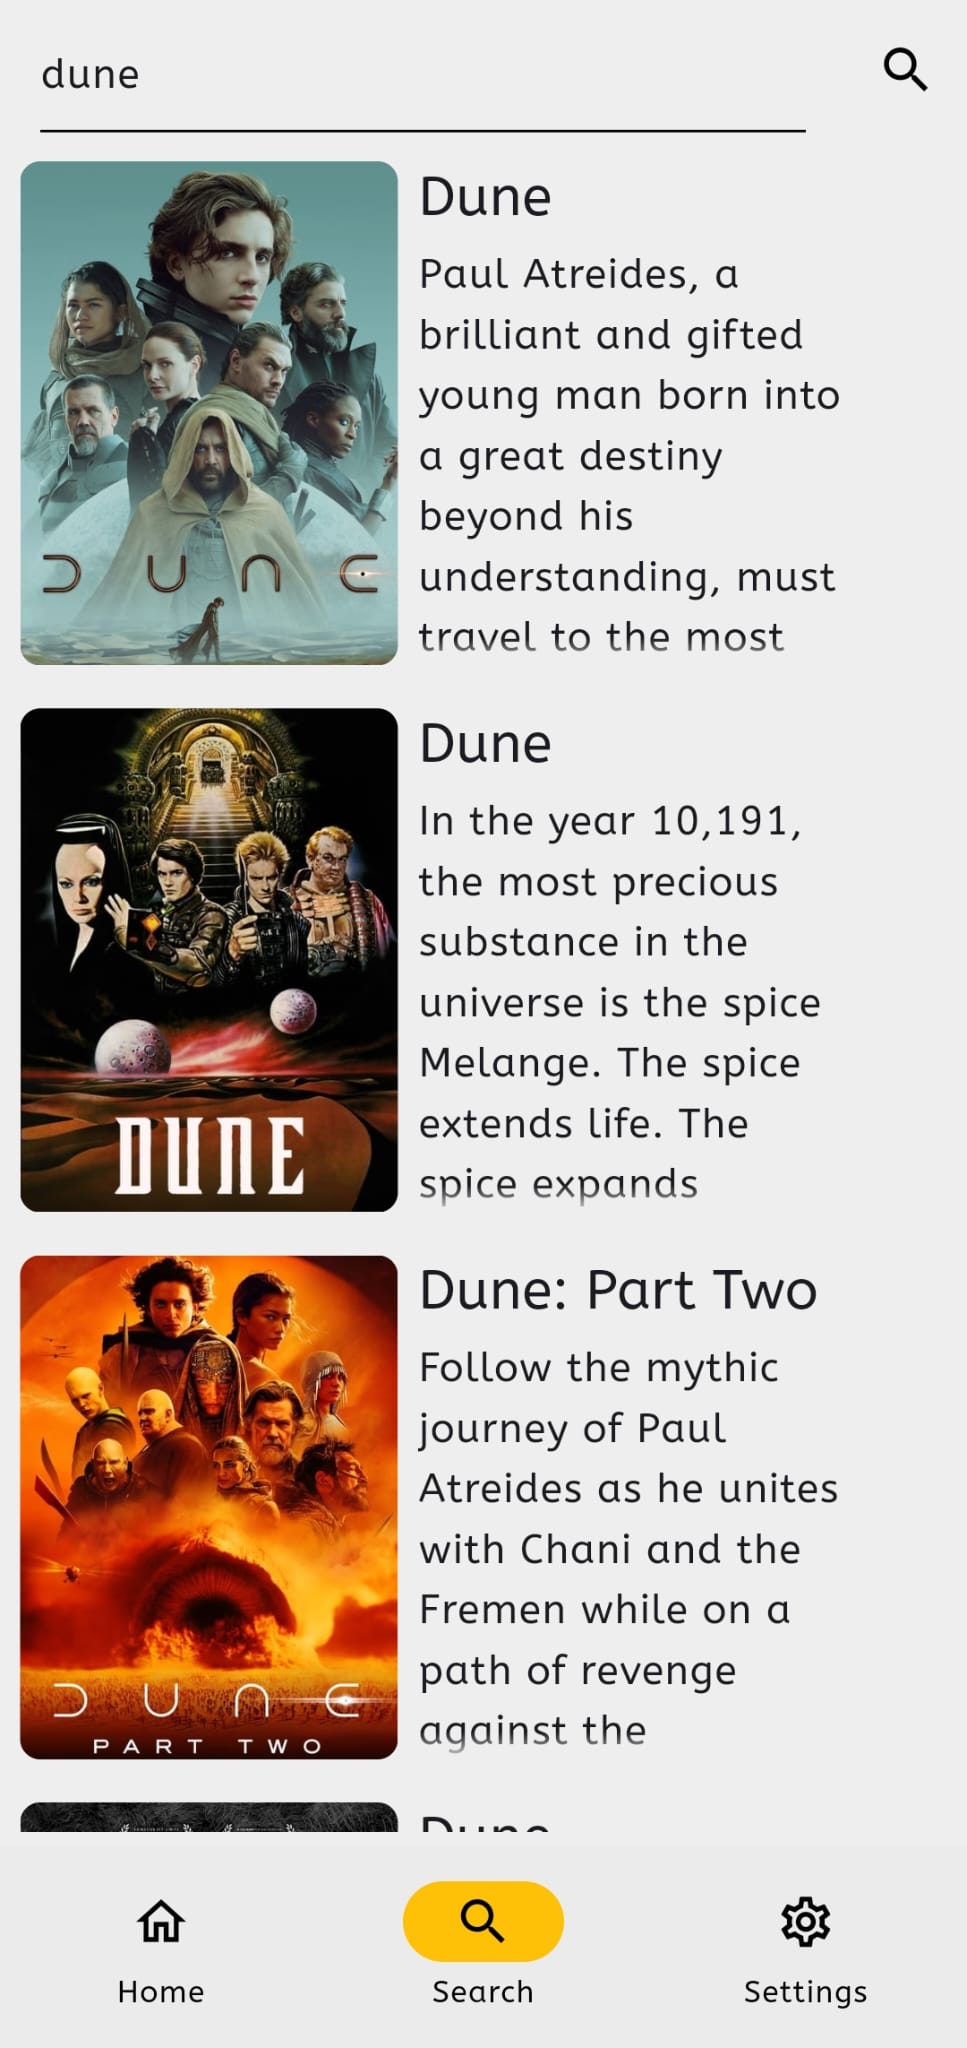 dune
Dune
Paul Atreides, a
brilliant and gifted
young man born into
a great destiny
beyond his
understanding, must
travel to the most
DUNE
Dune
In the year 10,191,
the most precious
substance in the
universe is the spice
Melange. The spice
extends life. The
spice expands
DUNE
Dune: Part Two
Follow the mythic
journey of Paul
Atreides as he unites
with Chani and the
Fremen while on a
path of revenge
against the
DUNE
PART TWO
Dune
Home
Search
Settings